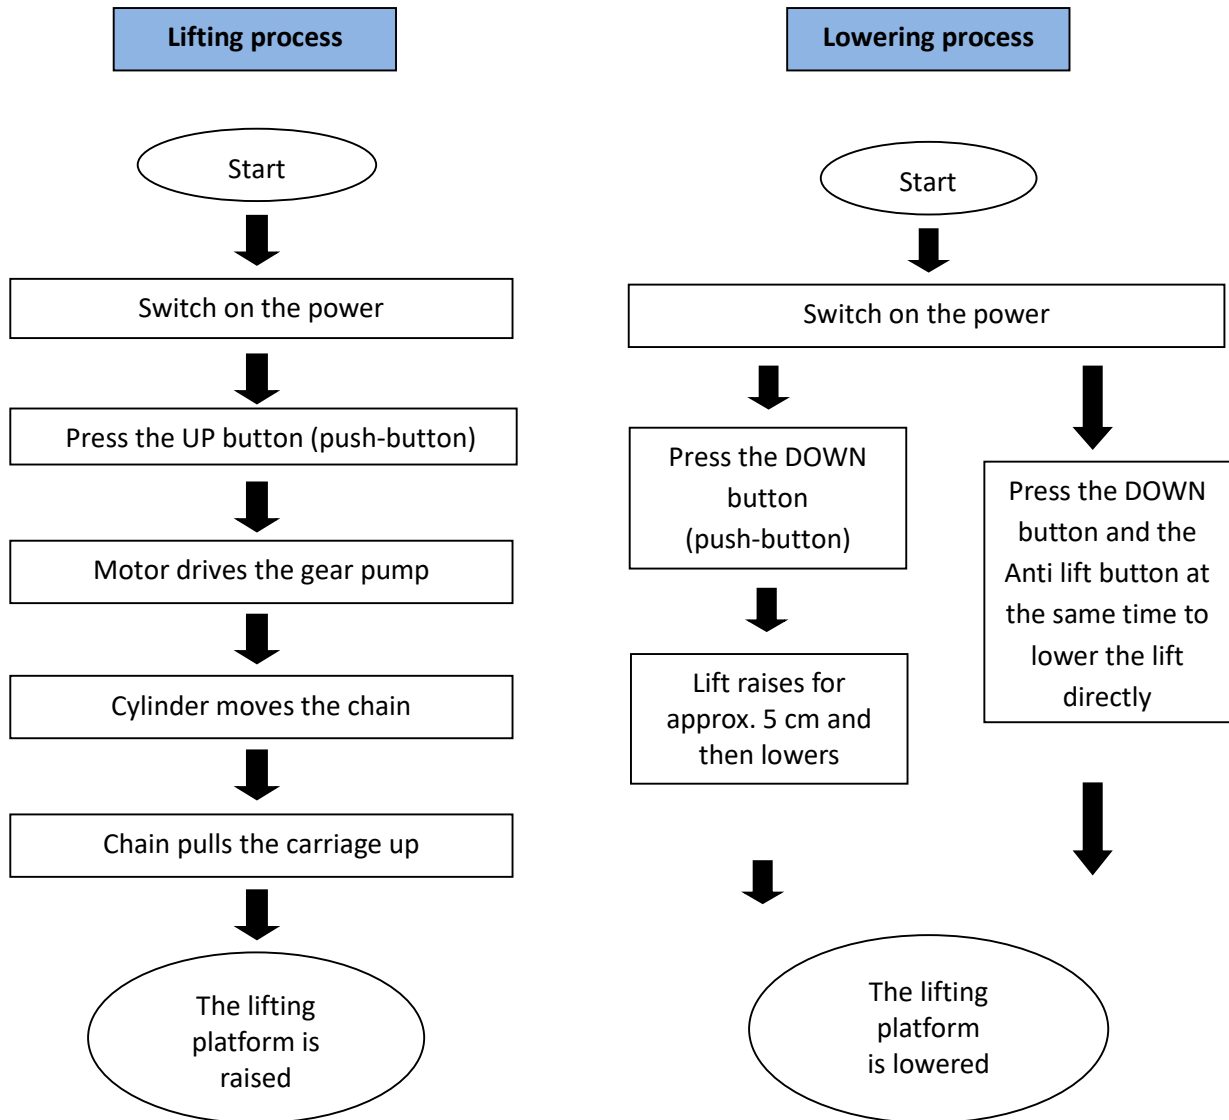 Lifting process
Start
Switch on the power
Press the UP button (push-button)
Motor drives the gear pump
Cylinder moves the chain
Chain pulls the carriage up
The lifting
platform is
raised
Lowering process
Start
Switch on the power
Press the DOWN
button
(push-button)
Lift raises for
approx. 5 cm and
then lowers
Press the DOWN
button and the
Anti lift button at
the same time to
lower the lift
directly
The lifting
platform
is lowered